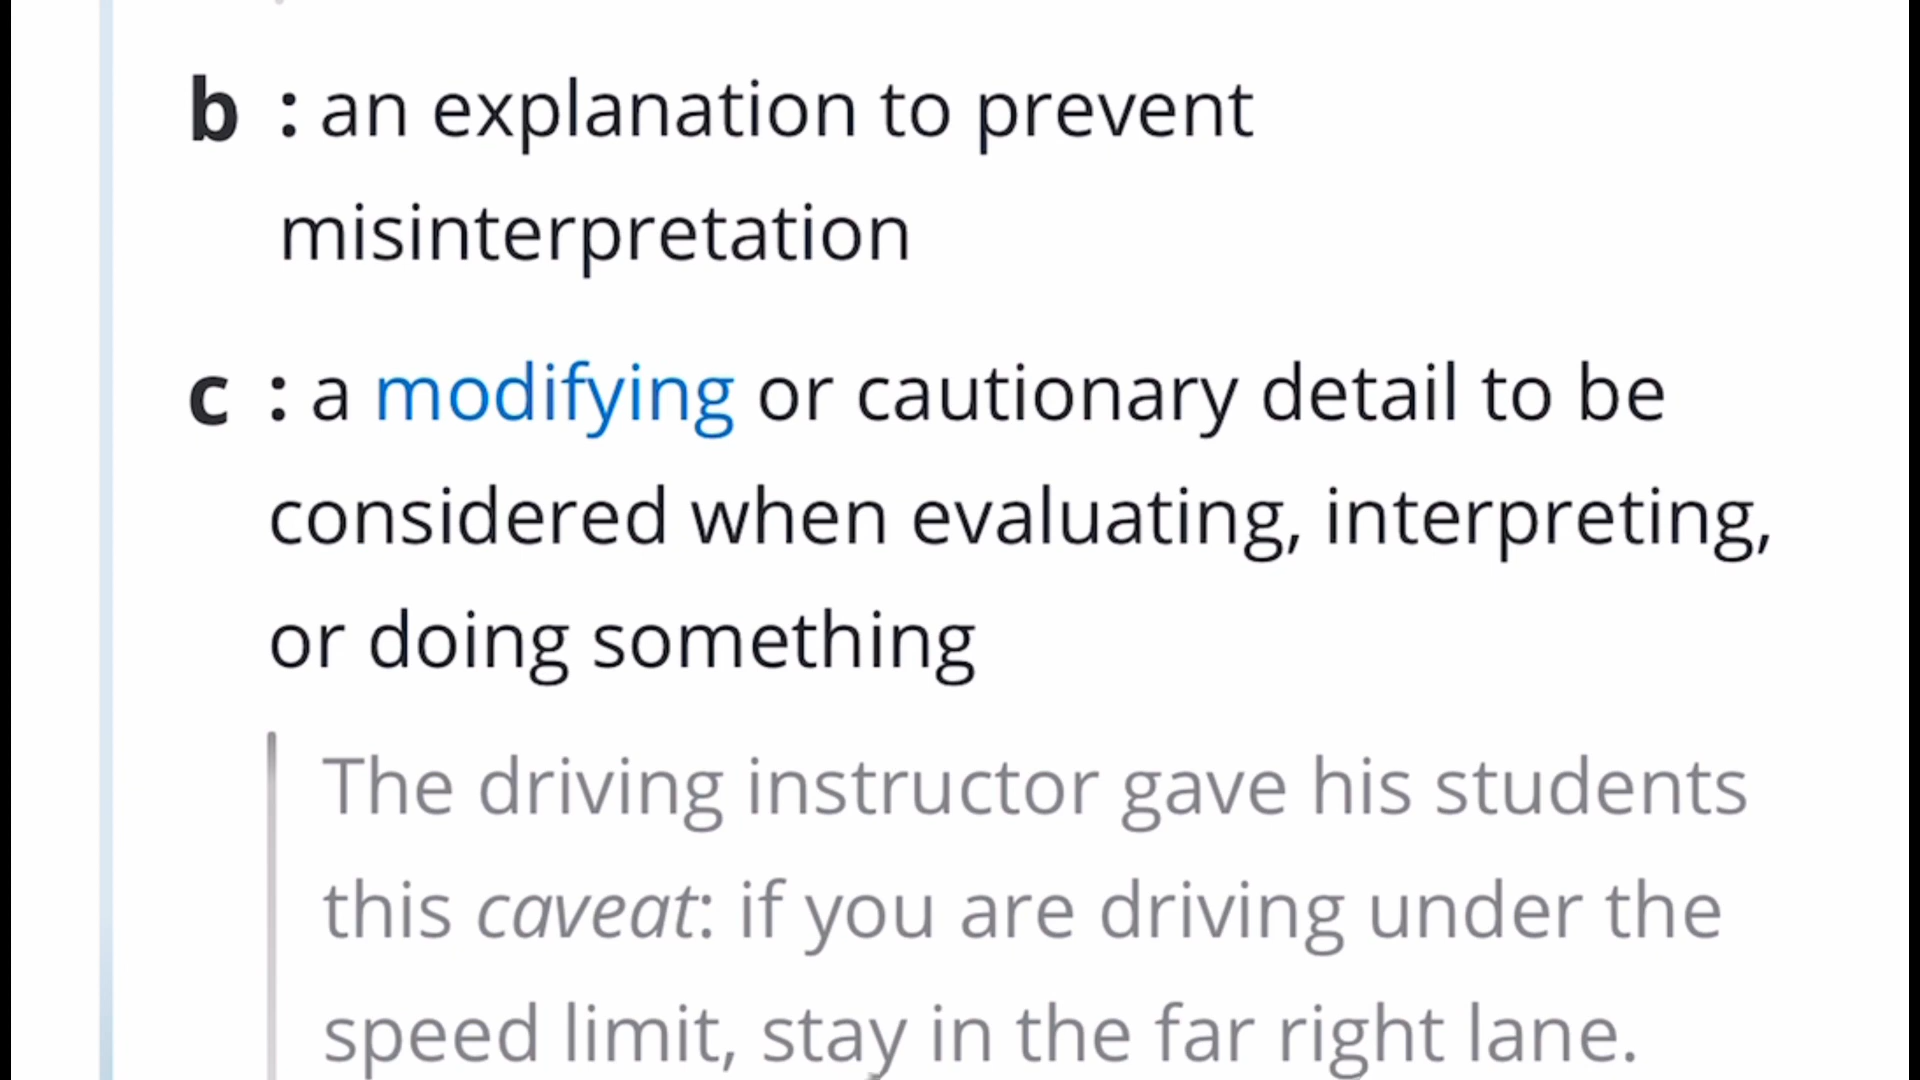 b : an explanation to prevent
misinterpretation
c : a modifying or cautionary detail to be
considered when evaluating, interpreting,
or doing something
The driving instructor gave his students
this caveat: if you are driving under the
speed limit, stay in the far right lane.